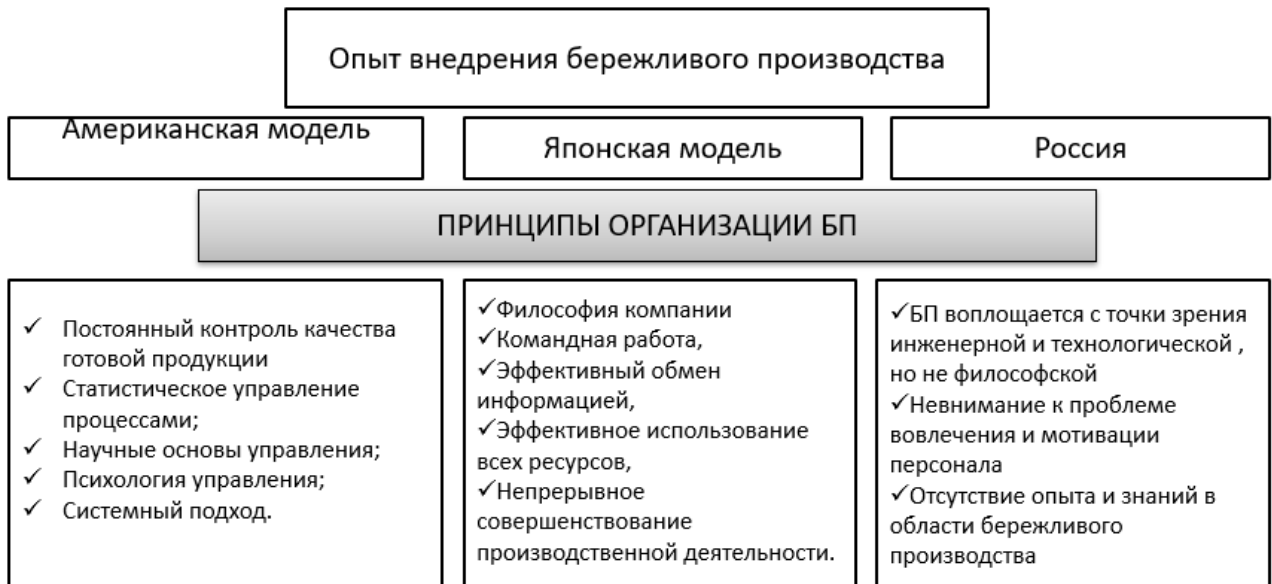 Опыт внедрения бережливого производства
Американская модель
Японская модель
Россия
ПРИНЦИПЫ ОРГАНИЗАЦИИ БП
✓ Постоянный контроль качества
готовой продукции
✓ Статистическое управление
процессами;
✓ Научные основы управления;
✓ Психология управления;
✓ Системный подход.
✓Философия компании
✓Командная работа,
✓Эффективный обмен
информацией,
✓Эффективное использование
всех ресурсов,
✓Непрерывное
совершенствование
производственной деятельности.
✓БП воплощается с точки зрения
инженерной и технологической ,
но не философской
✓Невнимание к проблеме
вовлечения и мотивации
персонала
✓Отсутствие опыта и знаний в
области бережливого
производства